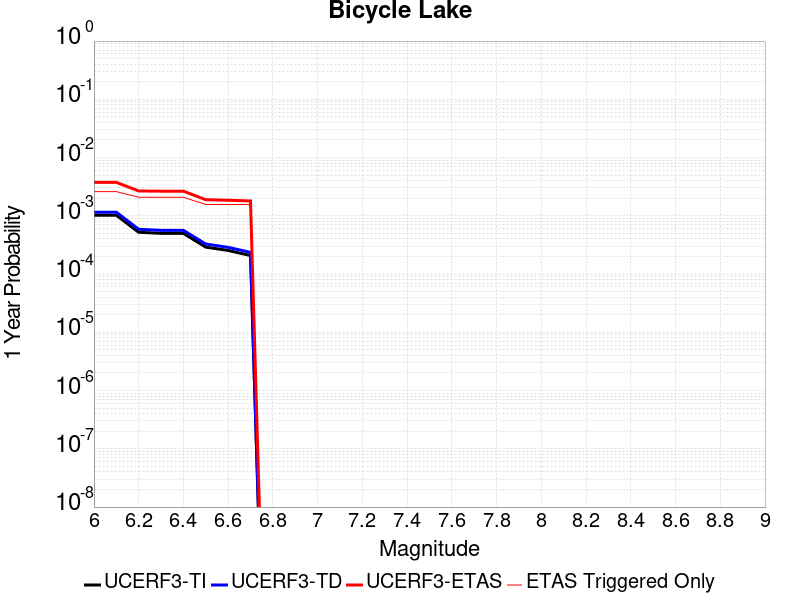 Bicycle Lake
10^0
10^-1
10^-2
10^-3
10^-4
10^-5
10^-6
10^-7
10^-8
1 Year Probability
6 6.2 6.4 6.6 6.8 7 7.2 7.4 7.6 7.8 8 8.2 8.4 8.6 8.8 9
Magnitude
UCERF3-TI UCERF3-TD UCERF3-ETAS ETAS Triggered Only